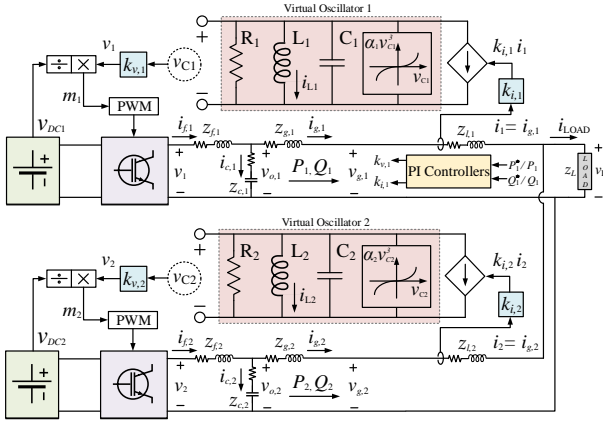 Virtual Oscillator 1
v1
kv,1
vC1
÷ ×
m1
PWM
+
−
R1
L1
C1
iL1
α1v³C1
vC1
ki,1 i1
ki,1
vDC1
if,1
zf,1
zg,1
ig,1
zl,1
i1= ig,1
iLOAD
ic,1
zc,1
+
v1
−
+
vo,1
−
P1, Q1
+
vg,1
−
kv,1
ki,1
PI Controllers
P*1/P1
Q*1/Q1
zL
LOAD
+
−
Virtual Oscillator 2
v2
kv,2
vC2
÷ ×
m2
PWM
+
−
R2
L2
C2
iL2
α2v³C2
vC2
ki,2 i2
ki,2
vDC2
if,2
zf,2
zg,2
ig,2
zl,2
i2= ig,2
ic,2
zc,2
+
v2
−
+
vo,2
−
P2, Q2
+
vg,2
−